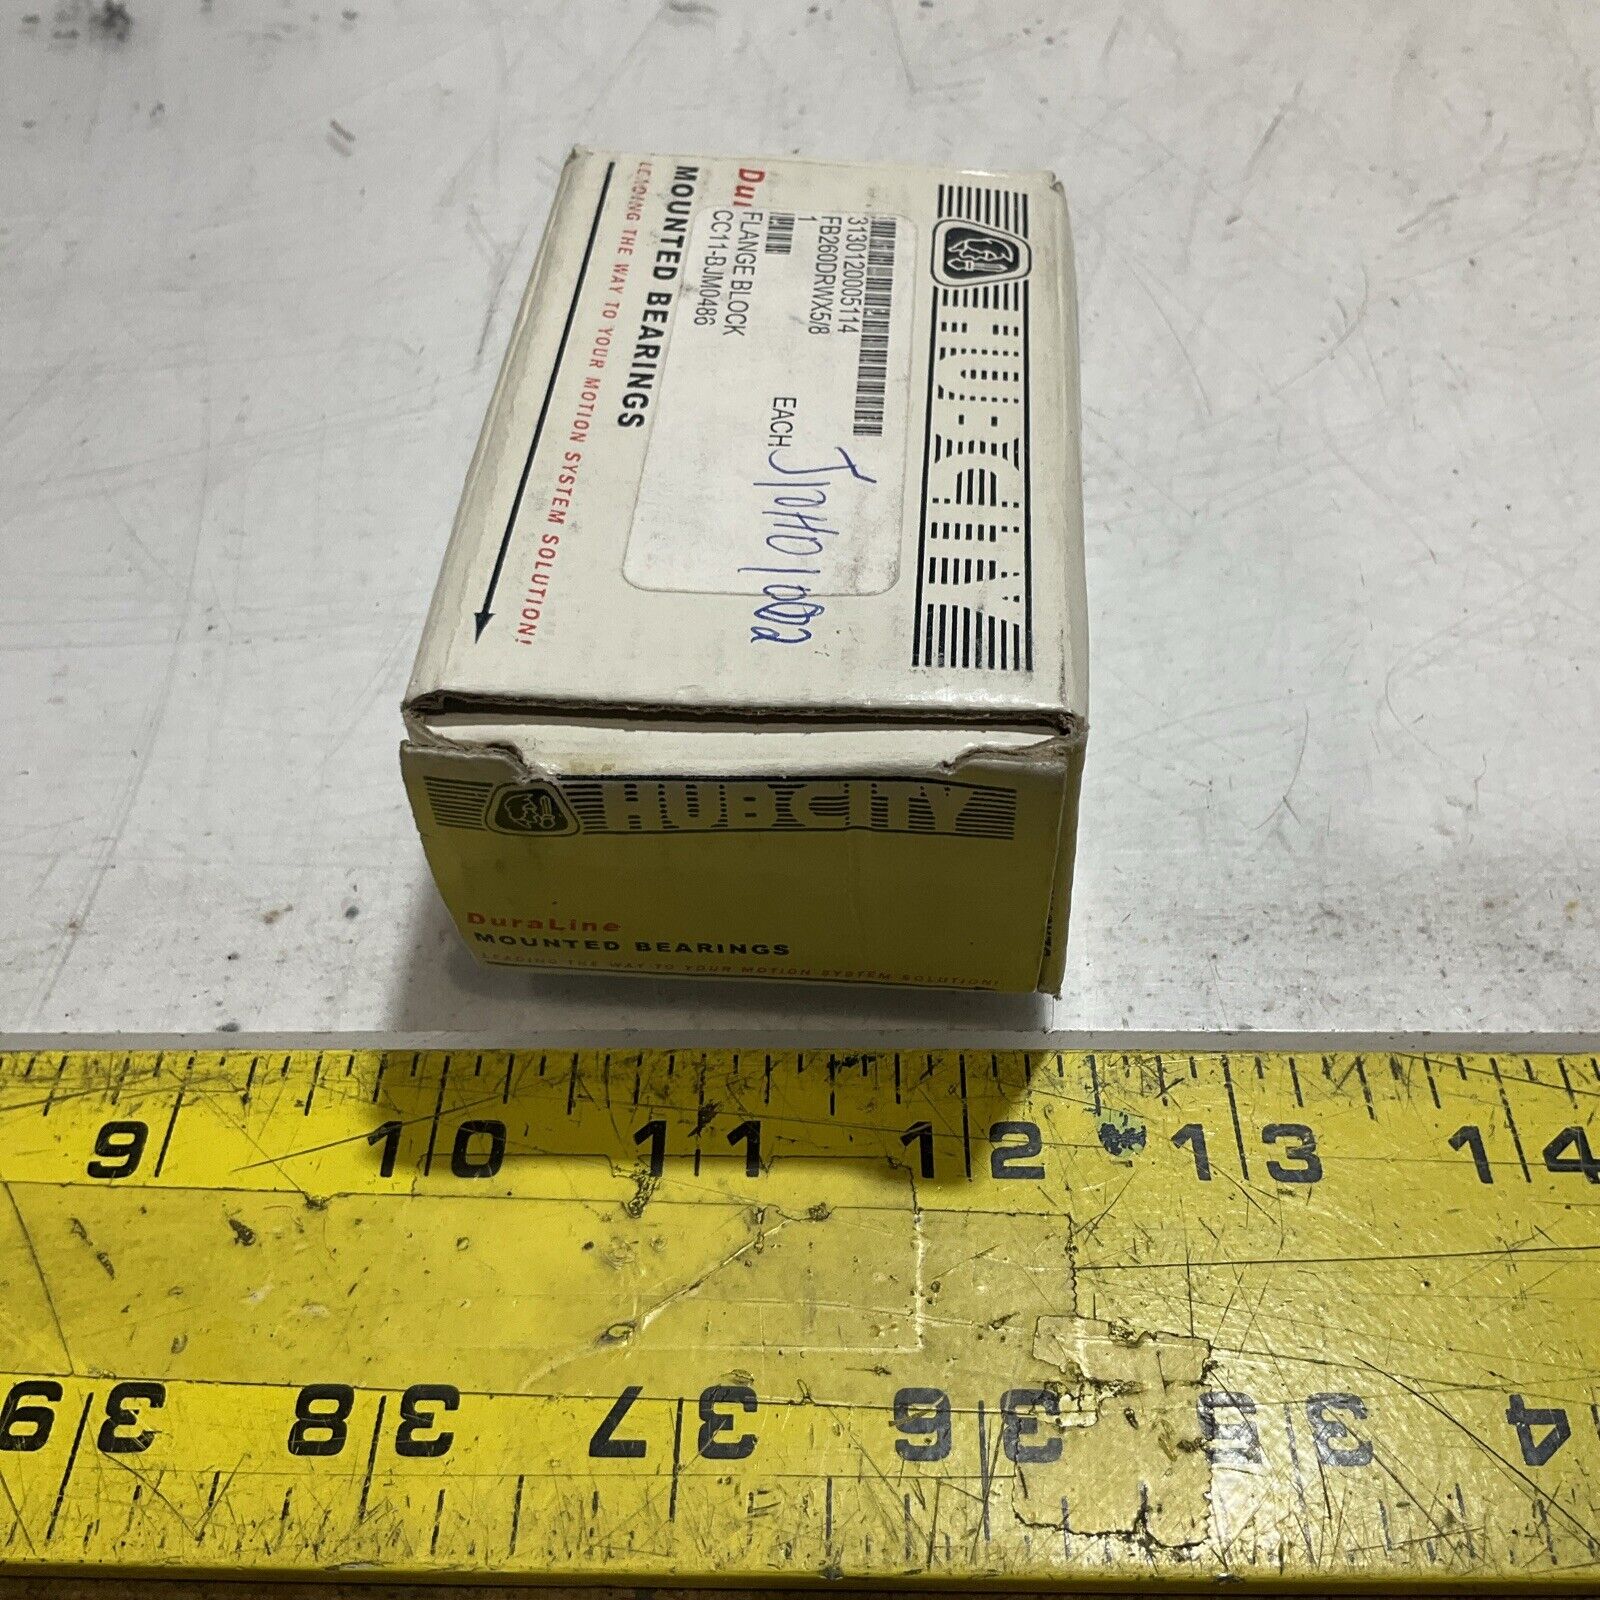 HUB CITY
3130120005114
FB260DRWX5/8
1
EACH
FLANGE BLOCK
CC11-BJM0486
Dur
MOUNTED BEARINGS
LEADING THE WAY TO YOUR MOTION SYSTEM SOLUTION!
HUB CITY
DuraLine
MOUNTED BEARINGS
LEADING THE WAY TO YOUR MOTION SYSTEM SOLUTION!
9 10 11 12 13 14
39 38 37 36 35 34